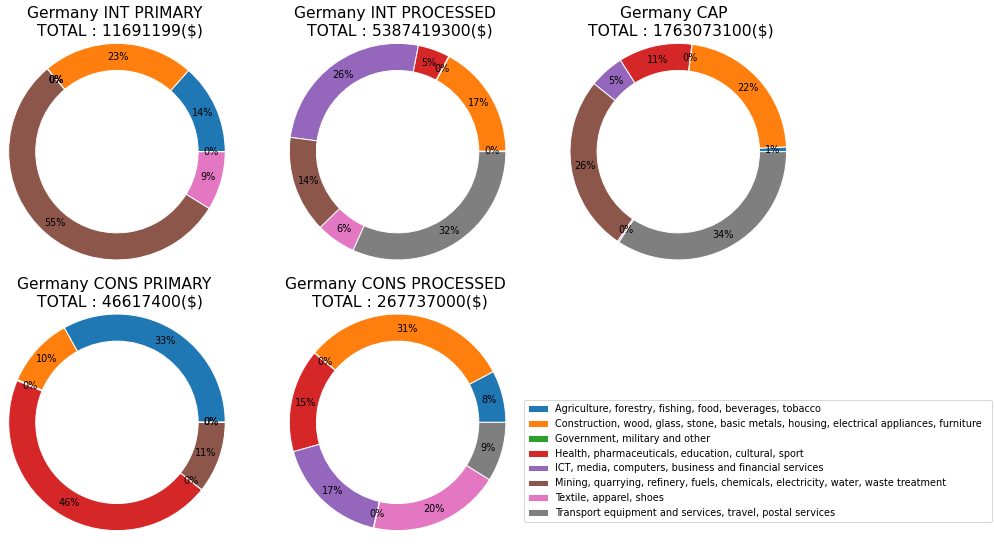 Germany INT PRIMARY
TOTAL : 11691199($)
14%
23%
0%
0%
55%
9%
0%
Germany INT PROCESSED
TOTAL : 5387419300($)
17%
0%
5%
26%
14%
6%
32%
0%
Germany CAP
TOTAL : 1763073100($)
1%
22%
0%
11%
5%
26%
0%
34%
Germany CONS PRIMARY
TOTAL : 46617400($)
33%
10%
0%
46%
0%
11%
0%
0%
Germany CONS PROCESSED
TOTAL : 267737000($)
8%
31%
0%
15%
17%
0%
20%
9%
Agriculture, forestry, fishing, food, beverages, tobacco
Construction, wood, glass, stone, basic metals, housing, electrical appliances, furniture
Government, military and other
Health, pharmaceuticals, education, cultural, sport
ICT, media, computers, business and financial services
Mining, quarrying, refinery, fuels, chemicals, electricity, water, waste treatment
Textile, apparel, shoes
Transport equipment and services, travel, postal services